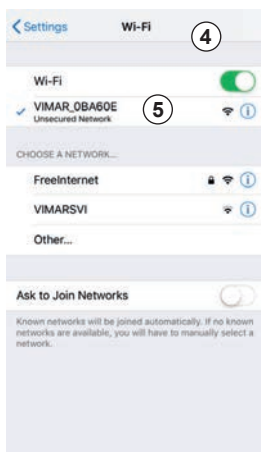 Settings
Wi-Fi
4
Wi-Fi
VIMAR_0BA60E
Unsecured Network
5
CHOOSE A NETWORK...
FreeInternet
VIMARSVI
Other...
Ask to Join Networks
Known networks will be joined automatically. If no known
networks are available, you will have to manually select a
network.